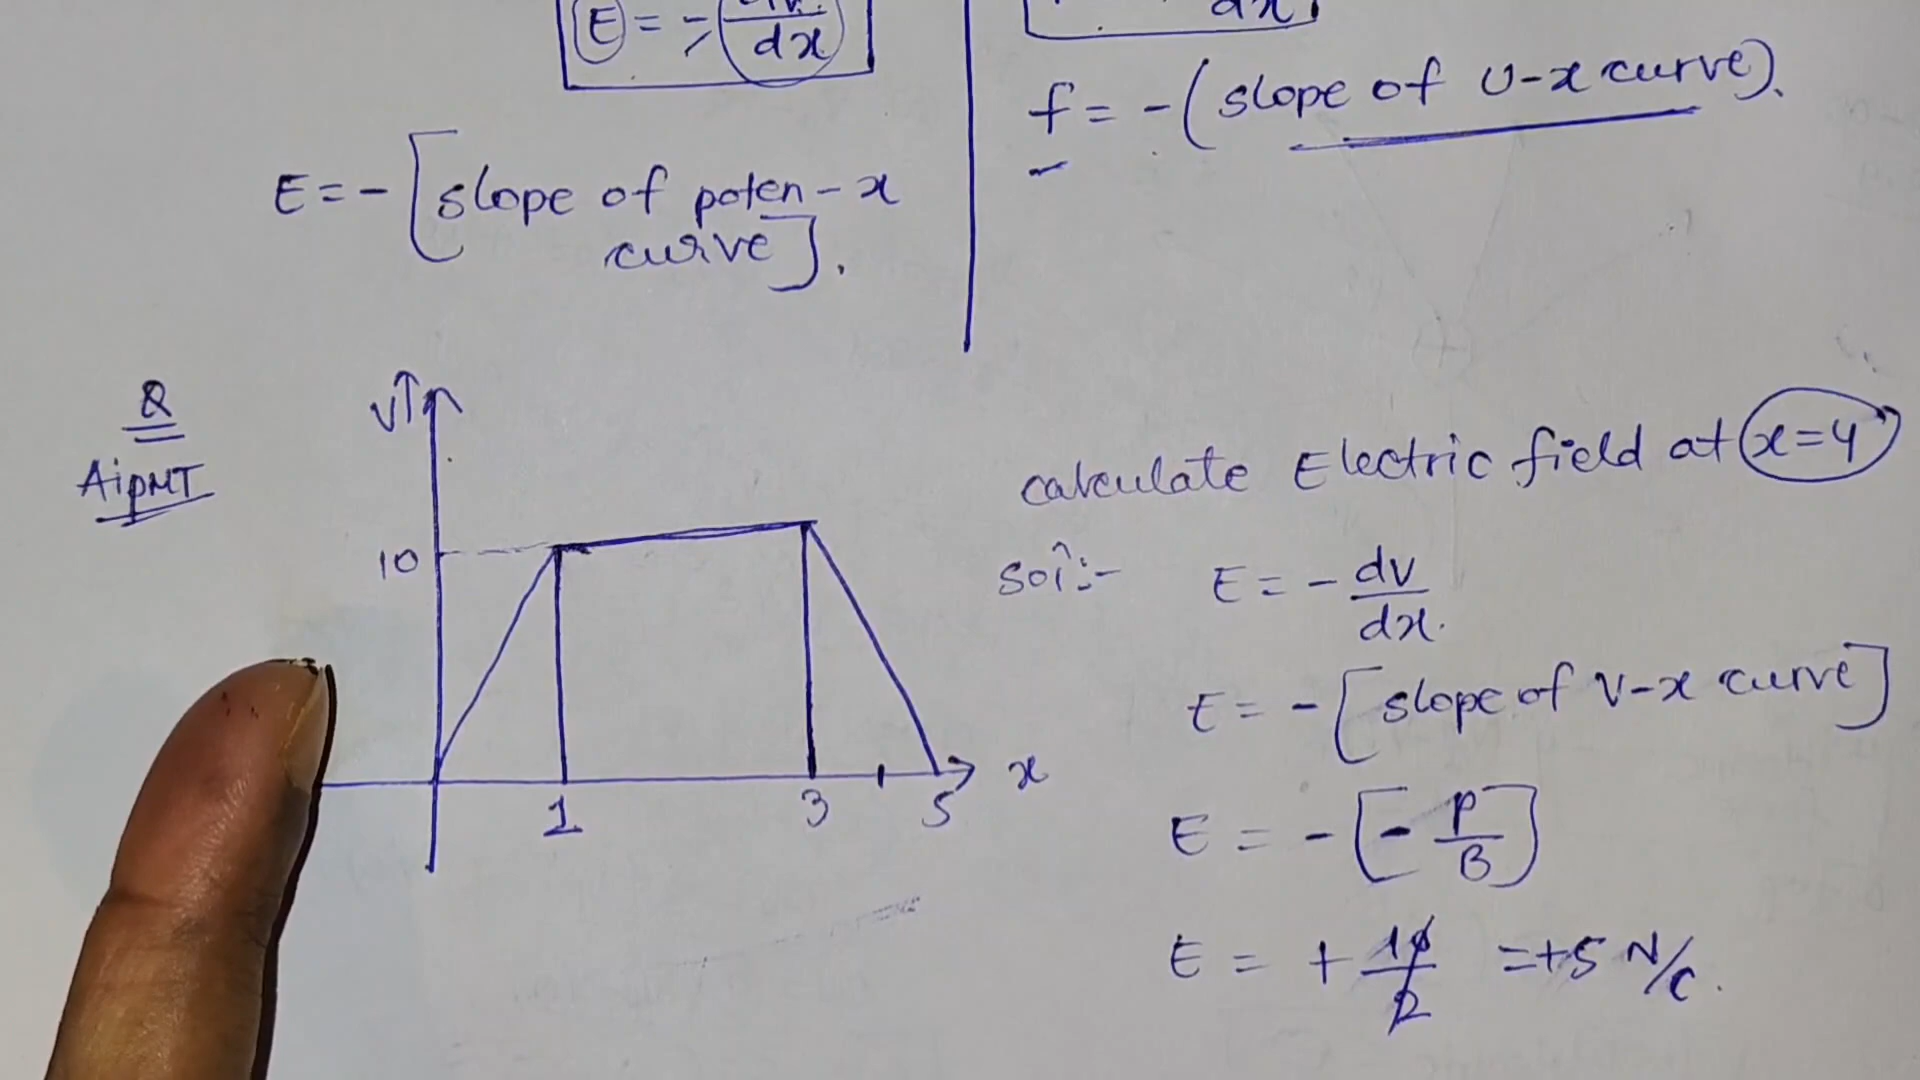 E = - dv/dx
dx
f = - (slope of U-x curve).
E = - [slope of poten - x
curve].
Q
AipMT
V↑
10
1
3
5
x
calculate Electric field at x=4
Sol:-
E = - dv/dx.
E = - [slope of V-x curve]
E = - [- P/B]
E = + 10/2 = +5 N/C.